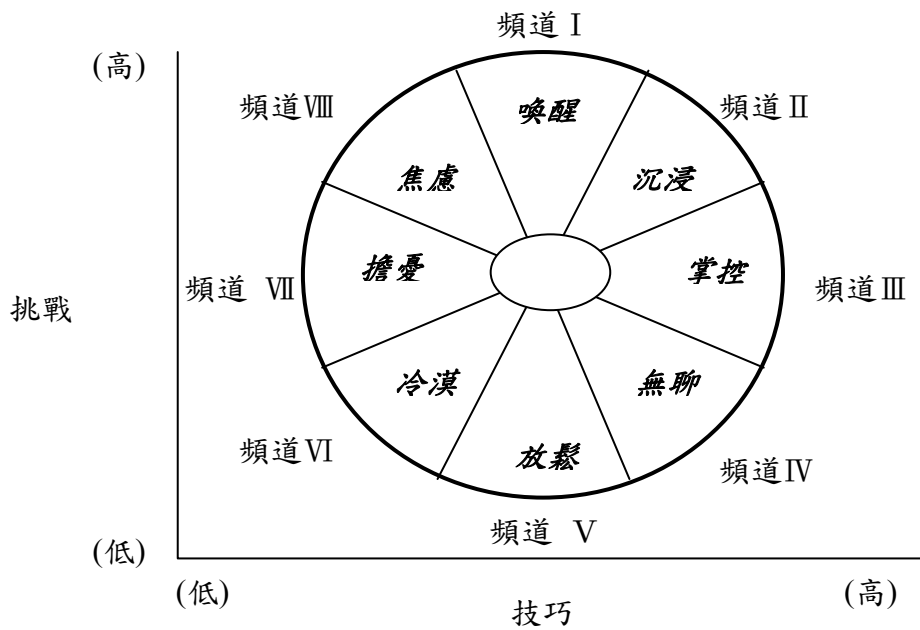 頻道 I
(高)
頻道Ⅷ
喚醒
頻道Ⅱ
焦慮
沉浸
擔憂
掌控
挑戰
頻道 Ⅶ
頻道Ⅲ
冷漠
無聊
頻道Ⅵ
放鬆
頻道Ⅳ
頻道 V
(低)
(低)
技巧
(高)